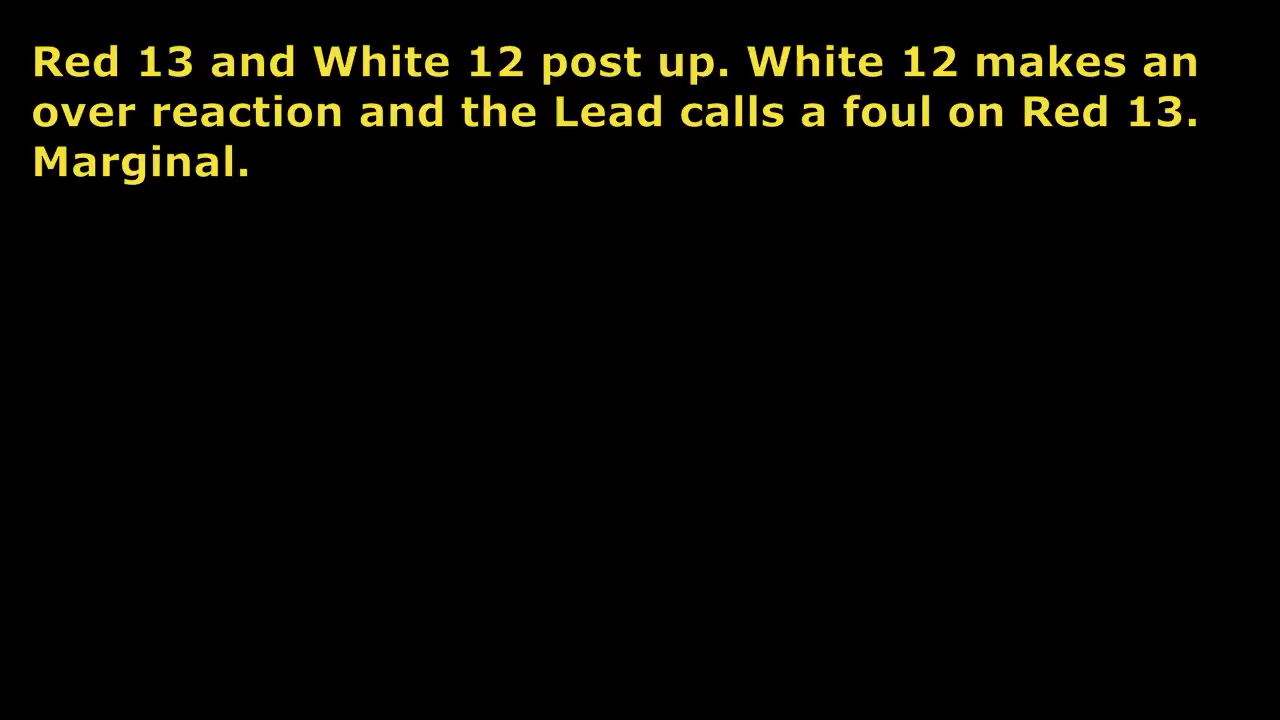 Red 13 and White 12 post up. White 12 makes an
over reaction and the Lead calls a foul on Red 13.
Marginal.